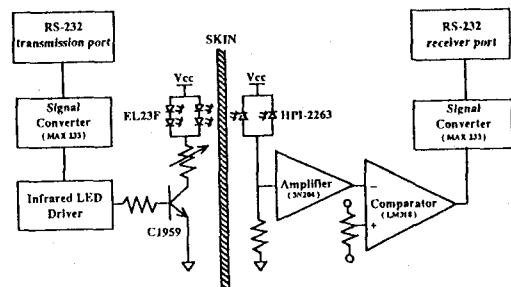 RS-232
transmission port
Signal
Converter
(MAX 233)
Infrared LED
Driver
EL23F
Vcc
C1959
SKIN
Vcc
HPI-2263
Amplifier
(3N204)
−
+
Comparator
(LM318)
RS-232
receiver port
Signal
Converter
(MAX 233)